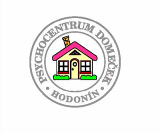 PSYCHOCENTRUM DOMEČEK
· HODONÍN ·